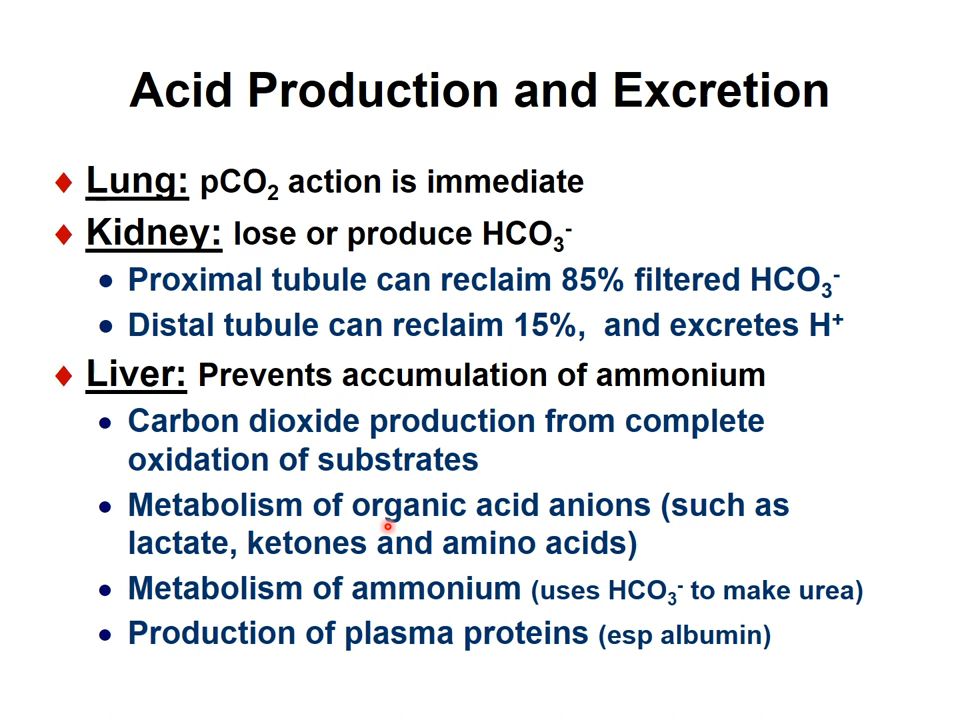 Acid Production and Excretion
♦ Lung: pCO₂ action is immediate
♦ Kidney: lose or produce HCO₃⁻
• Proximal tubule can reclaim 85% filtered HCO₃⁻
• Distal tubule can reclaim 15%, and excretes H⁺
♦ Liver: Prevents accumulation of ammonium
• Carbon dioxide production from complete
oxidation of substrates
• Metabolism of organic acid anions (such as
lactate, ketones and amino acids)
• Metabolism of ammonium (uses HCO₃⁻ to make urea)
• Production of plasma proteins (esp albumin)